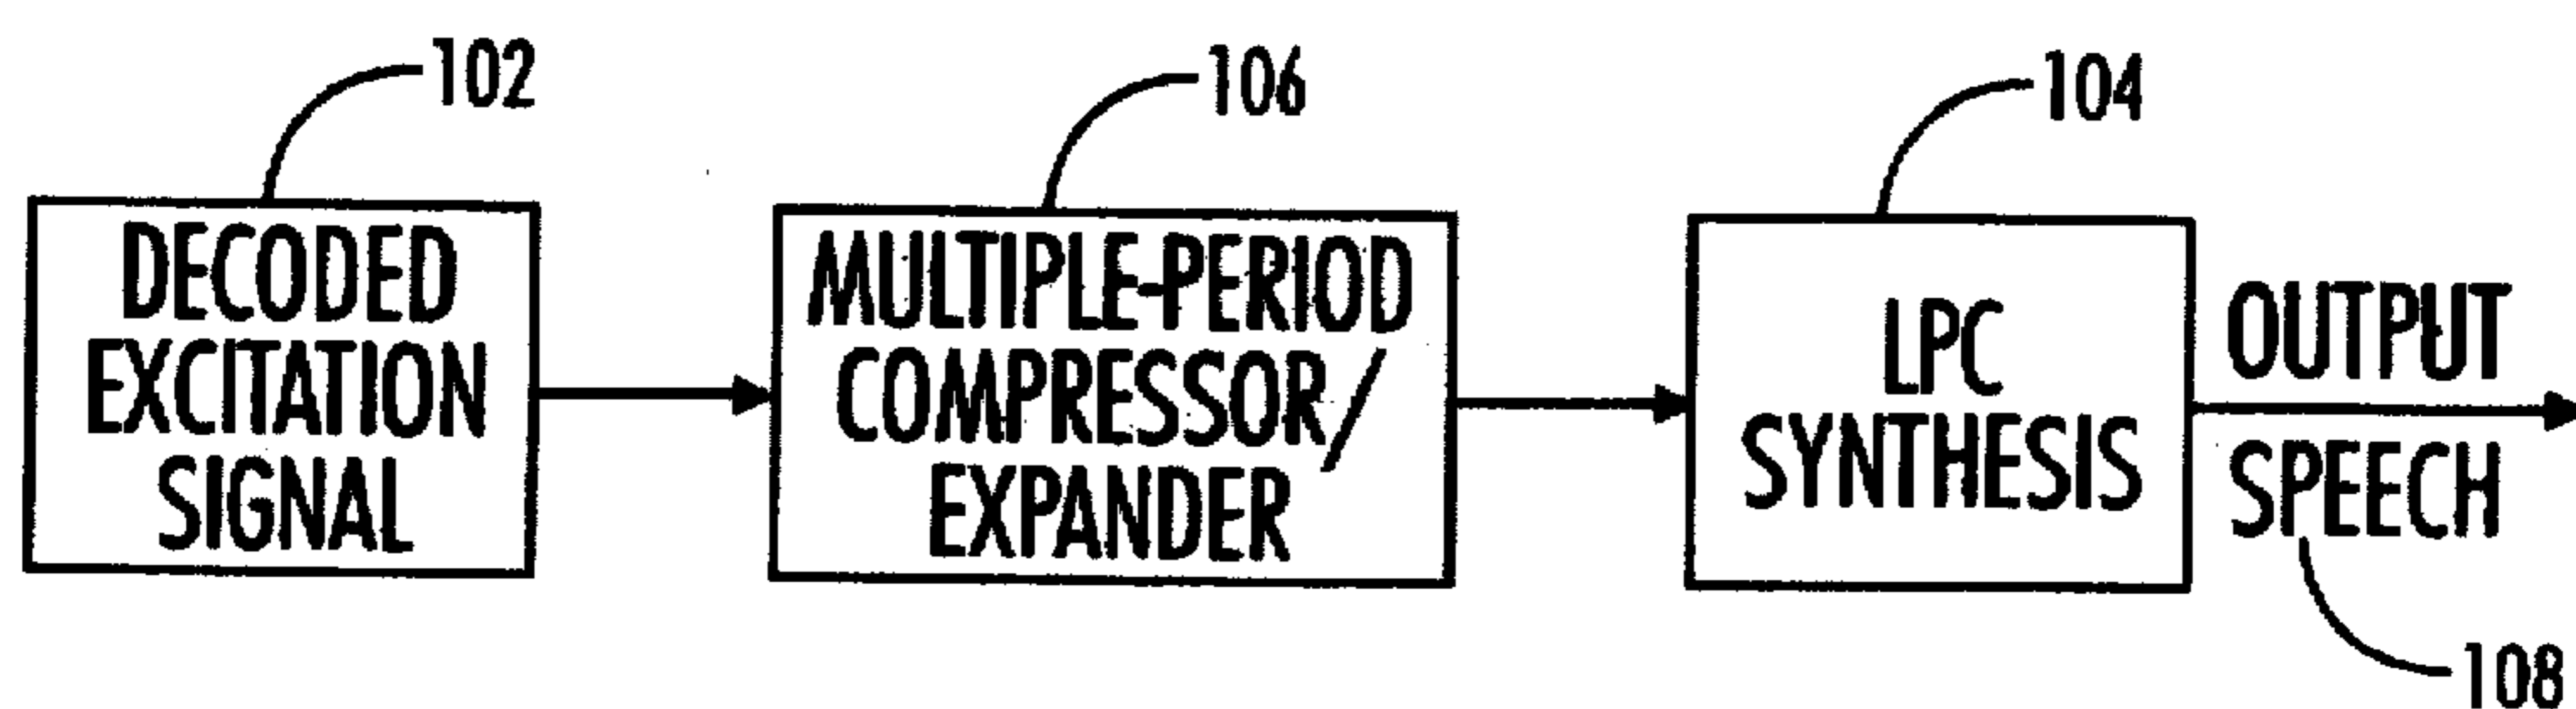 102
106
104
DECODED
EXCITATION
SIGNAL
MULTIPLE-PERIOD
COMPRESSOR/
EXPANDER
LPC
SYNTHESIS
OUTPUT
SPEECH
108